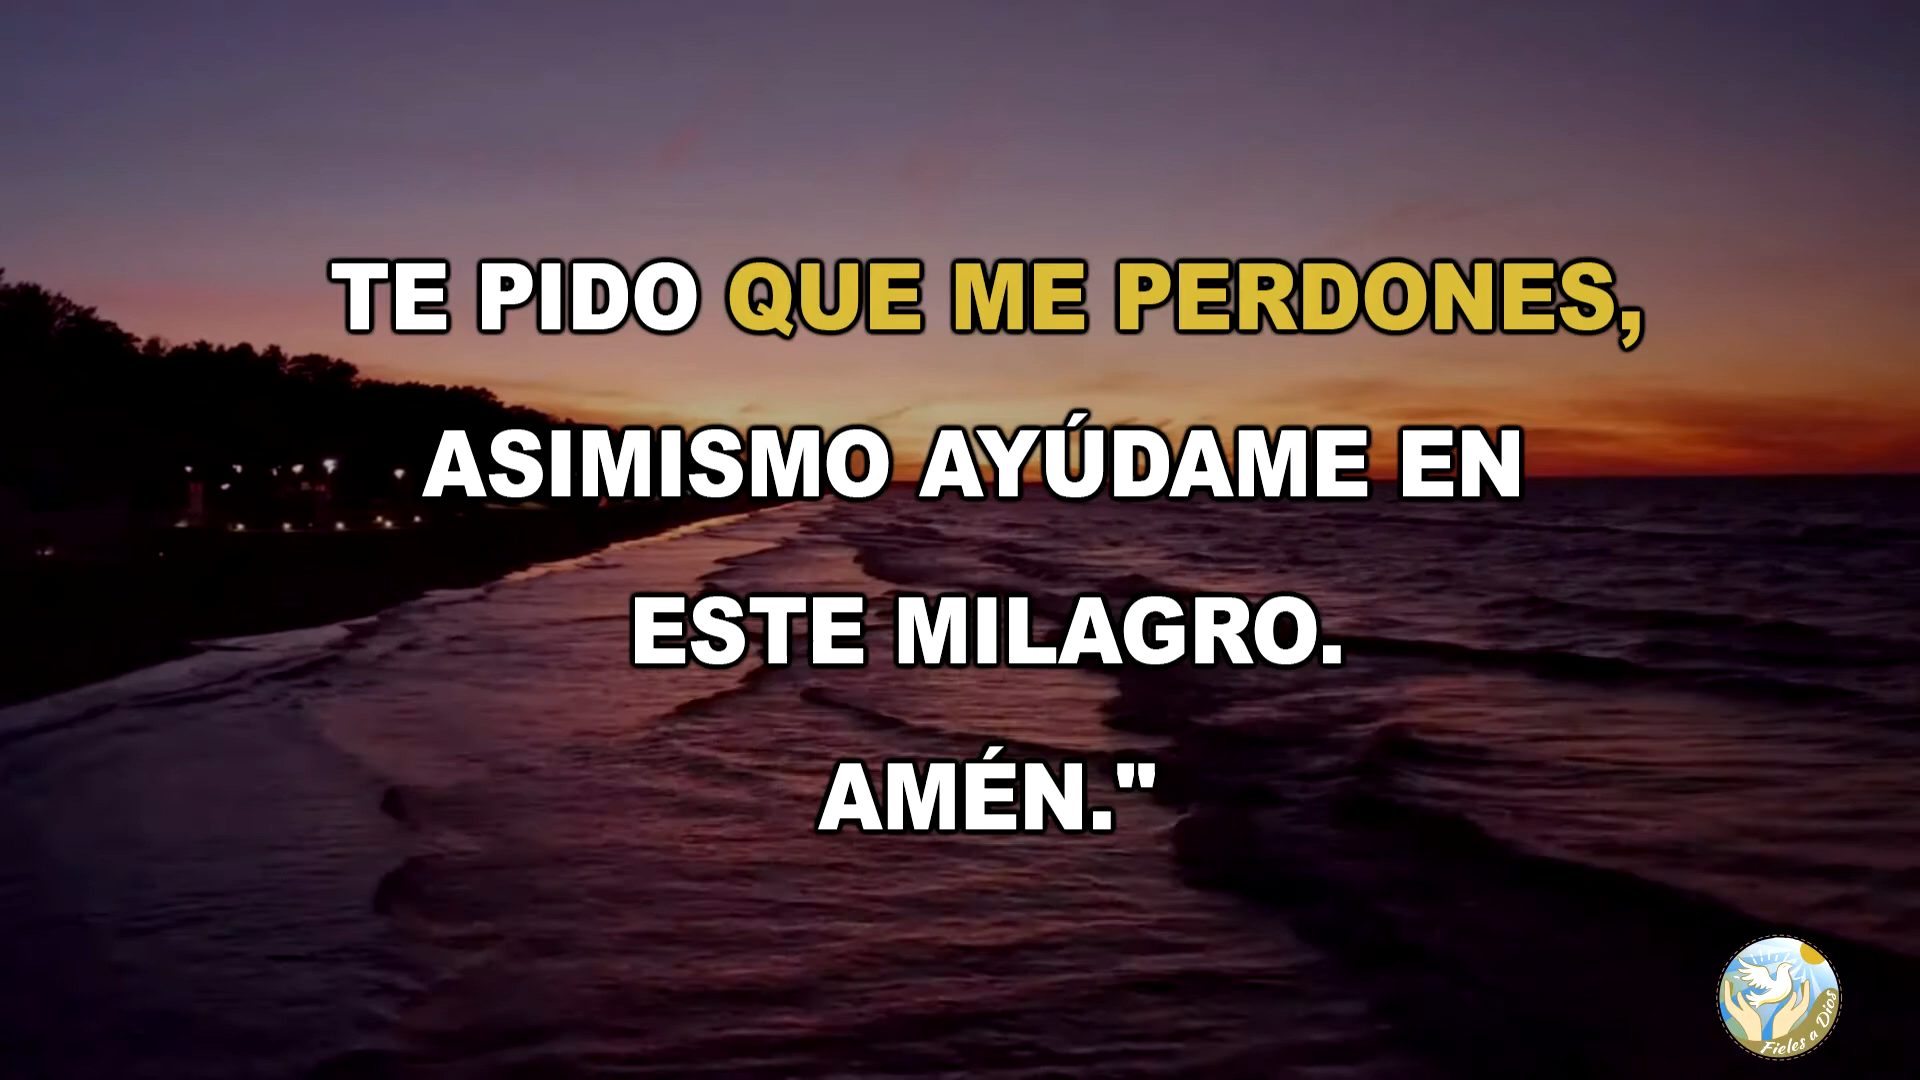 TE PIDO QUE ME PERDONES,
ASIMISMO AYÚDAME EN
ESTE MILAGRO.
AMÉN."
Fieles a Dios